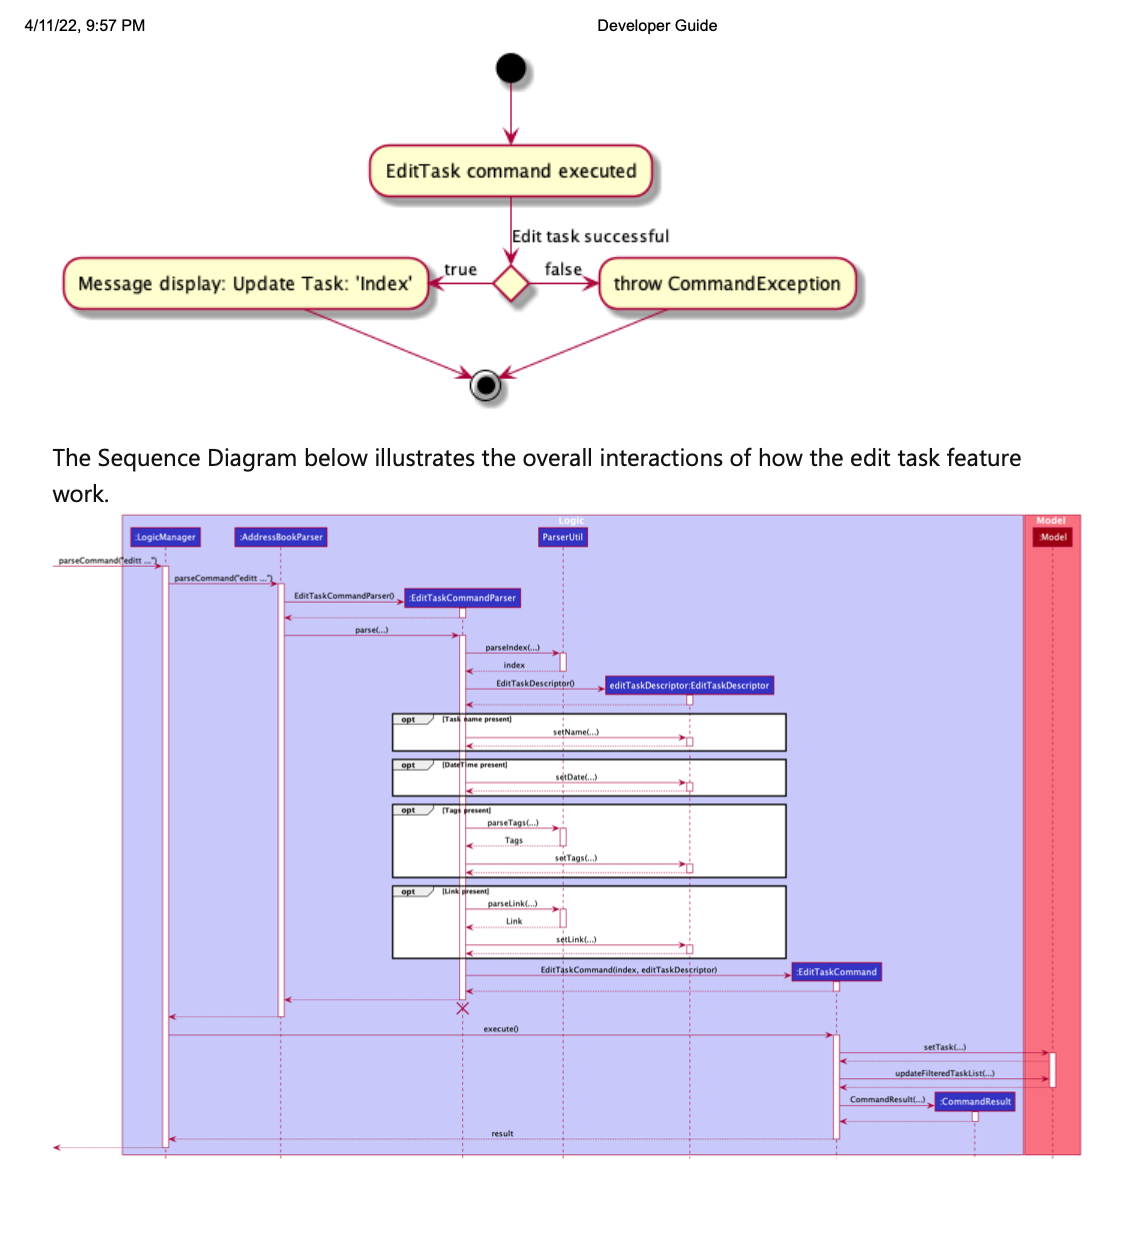 4/11/22, 9:57 PM
Developer Guide
EditTask command executed
Edit task successful
true
false
Message display: Update Task: 'Index'
throw CommandException
The Sequence Diagram below illustrates the overall interactions of how the edit task feature
work.
Logic
Model
:LogicManager
:AddressBookParser
ParserUtil
:Model
parseCommand("editt ...")
parseCommand("editt ...")
EditTaskCommandParser()
:EditTaskCommandParser
parse(...)
parseIndex(...)
index
EditTaskDescriptor()
editTaskDescriptor:EditTaskDescriptor
opt
[Task name present]
setName(...)
opt
[DateTime present]
setDate(...)
opt
[Tags present]
parseTags(...)
Tags
setTags(...)
opt
[Link present]
parseLink(...)
Link
setLink(...)
EditTaskCommand(index, editTaskDescriptor)
:EditTaskCommand
execute()
setTask(...)
updateFilteredTaskList(...)
CommandResult(...)
:CommandResult
result